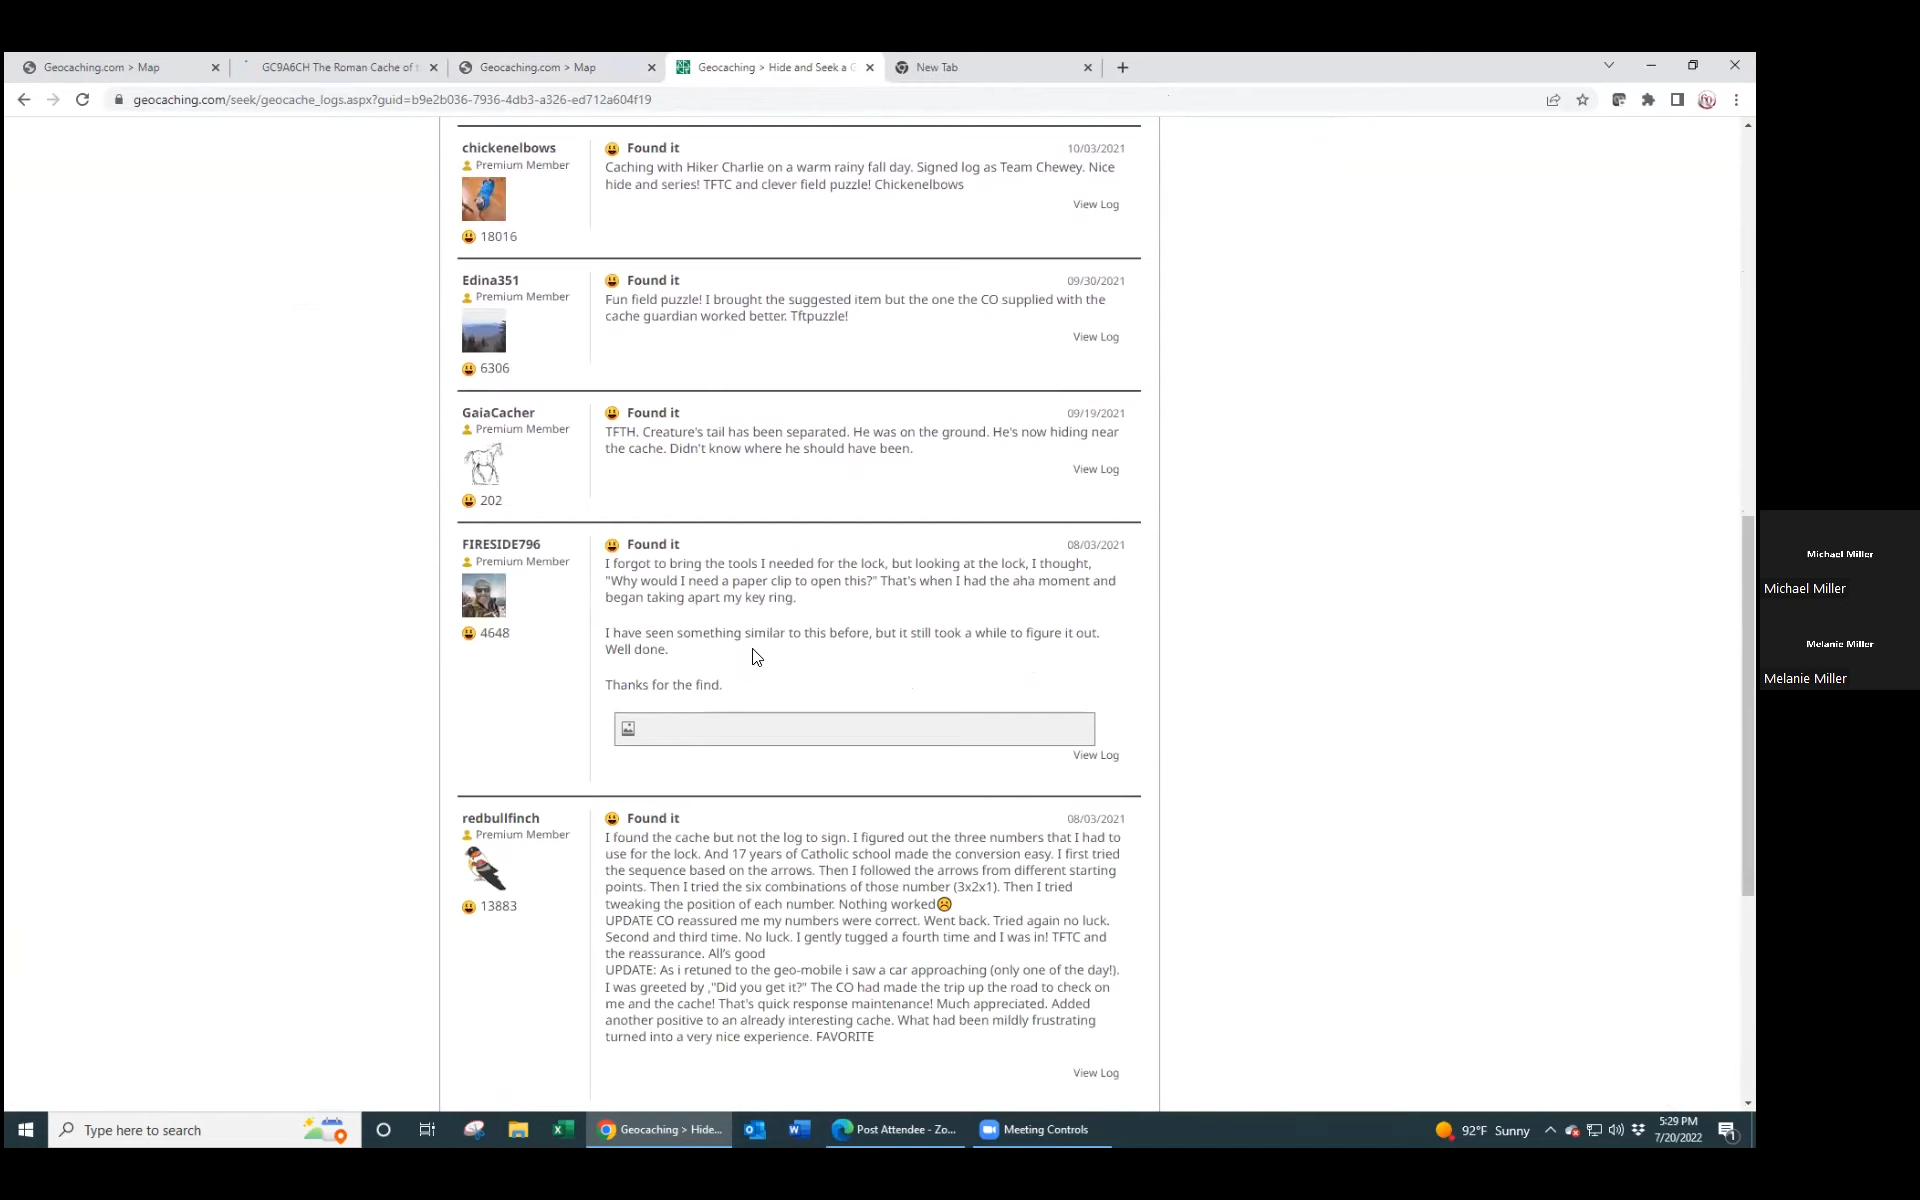 Geocaching.com > Map
GC9A6CH The Roman Cache of
Geocaching.com > Map
Geocaching > Hide and Seek a G
New Tab
geocaching.com/seek/geocache_logs.aspx?guid=b9e2b036-7936-4db3-a326-ed712a604f19
chickenelbows
Premium Member
18016
Found it
10/03/2021
Caching with Hiker Charlie on a warm rainy fall day. Signed log as Team Chewey. Nice
hide and series! TFTC and clever field puzzle! Chickenelbows
View Log
Edina351
Premium Member
6306
Found it
09/30/2021
Fun field puzzle! I brought the suggested item but the one the CO supplied with the
cache guardian worked better. Tftpuzzle!
View Log
GaiaCacher
Premium Member
202
Found it
09/19/2021
TFTH. Creature's tail has been separated. He was on the ground. He's now hiding near
the cache. Didn't know where he should have been.
View Log
FIRESIDE796
Premium Member
4648
Found it
08/03/2021
I forgot to bring the tools I needed for the lock, but looking at the lock, I thought,
"Why would I need a paper clip to open this?" That's when I had the aha moment and
began taking apart my key ring.
I have seen something similar to this before, but it still took a while to figure it out.
Well done.
Thanks for the find.
View Log
redbullfinch
Premium Member
13883
Found it
08/03/2021
I found the cache but not the log to sign. I figured out the three numbers that I had to
use for the lock. And 17 years of Catholic school made the conversion easy. I first tried
the sequence based on the arrows. Then I followed the arrows from different starting
points. Then I tried the six combinations of those number (3x2x1). Then I tried
tweaking the position of each number. Nothing worked☹️
UPDATE CO reassured me my numbers were correct. Went back. Tried again no luck.
Second and third time. No luck. I gently tugged a fourth time and I was in! TFTC and
the reassurance. All's good
UPDATE: As i retuned to the geo-mobile i saw a car approaching (only one of the day!).
I was greeted by ,"Did you get it?" The CO had made the trip up the road to check on
me and the cache! That's quick response maintenance! Much appreciated. Added
another positive to an already interesting cache. What had been mildly frustrating
turned into a very nice experience. FAVORITE
View Log
Michael Miller
Michael Miller
Melanie Miller
Melanie Miller
Type here to search
Geocaching > Hide...
Post Attendee - Zo...
Meeting Controls
92°F Sunny
5:29 PM
7/20/2022
1